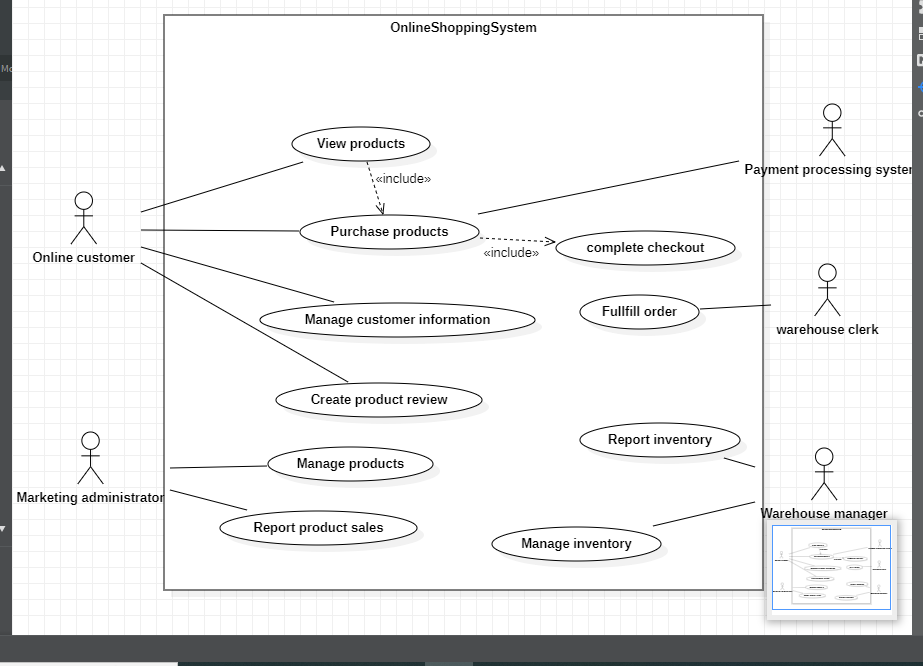 OnlineShoppingSystem
View products
«include»
Payment processing system
Purchase products
complete checkout
«include»
Online customer
Manage customer information
Fullfill order
warehouse clerk
Create product review
Report inventory
Manage products
Marketing administrator
Warehouse manager
Report product sales
Manage inventory